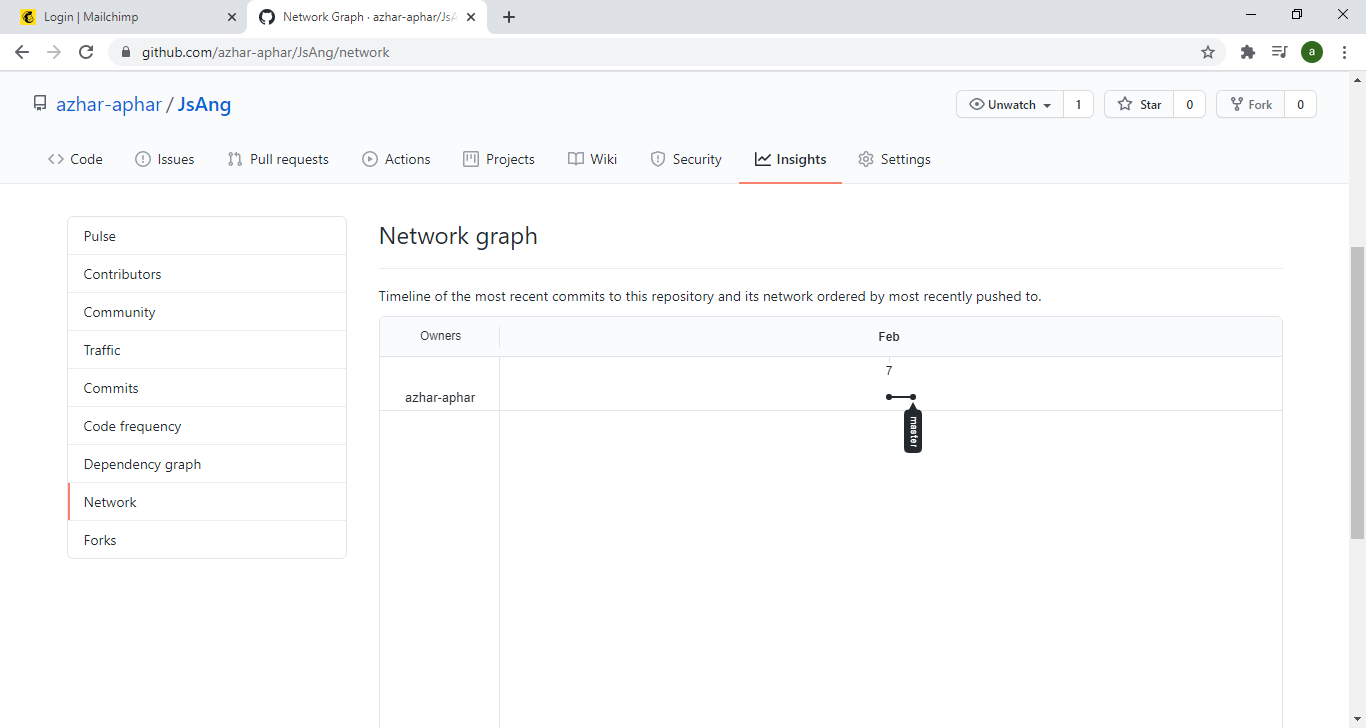 Login | Mailchimp
Network Graph · azhar-aphar/JsA
github.com/azhar-aphar/JsAng/network
a
azhar-aphar / JsAng
Unwatch 1
Star 0
Fork 0
Code Issues Pull requests Actions Projects Wiki Security Insights Settings
Pulse
Contributors
Community
Traffic
Commits
Code frequency
Dependency graph
Network
Forks
Network graph
Timeline of the most recent commits to this repository and its network ordered by most recently pushed to.
Owners
Feb
7
azhar-aphar
master